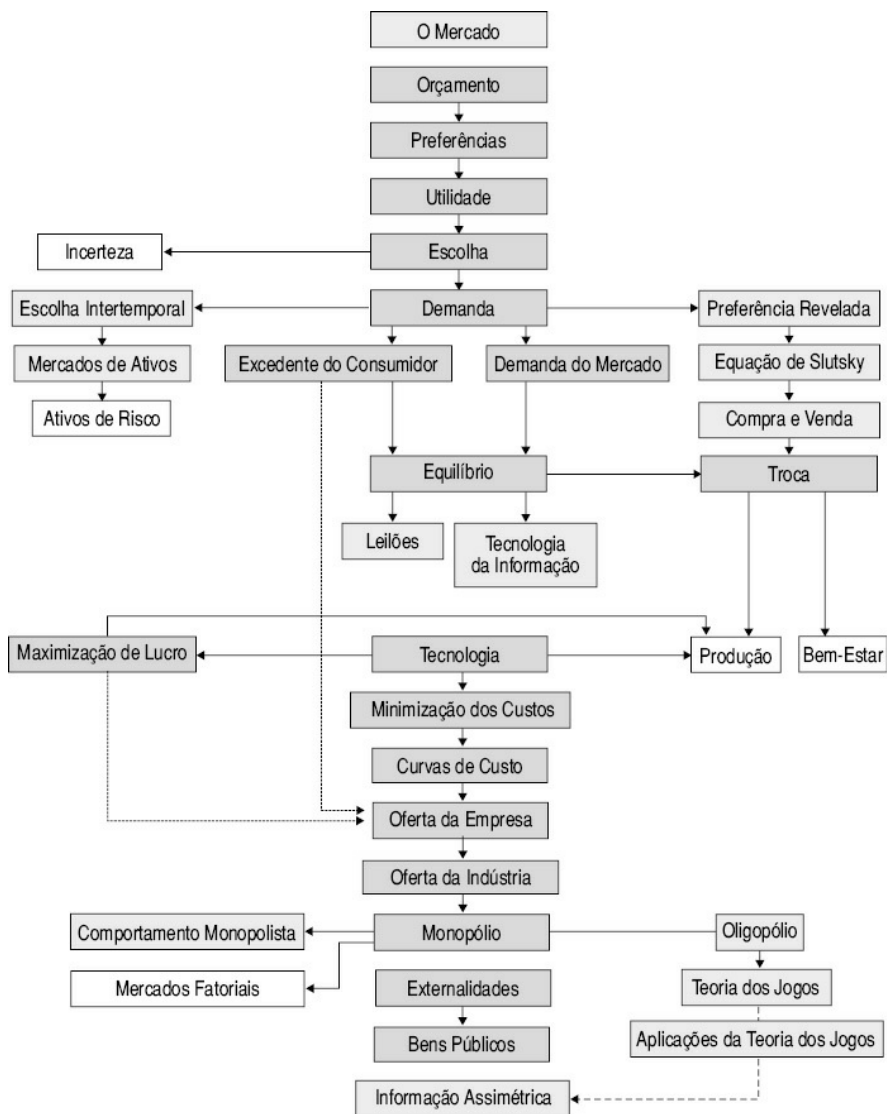 O Mercado
Orçamento
Preferências
Utilidade
Incerteza
Escolha
Escolha Intertemporal
Demanda
Preferência Revelada
Mercados de Ativos
Excedente do Consumidor
Demanda do Mercado
Equação de Slutsky
Ativos de Risco
Compra e Venda
Equilíbrio
Troca
Leilões
Tecnologia
da Informação
Maximização de Lucro
Tecnologia
Produção
Bem-Estar
Minimização dos Custos
Curvas de Custo
Oferta da Empresa
Oferta da Indústria
Comportamento Monopolista
Monopólio
Oligopólio
Mercados Fatoriais
Externalidades
Teoria dos Jogos
Bens Públicos
Aplicações da Teoria dos Jogos
Informação Assimétrica